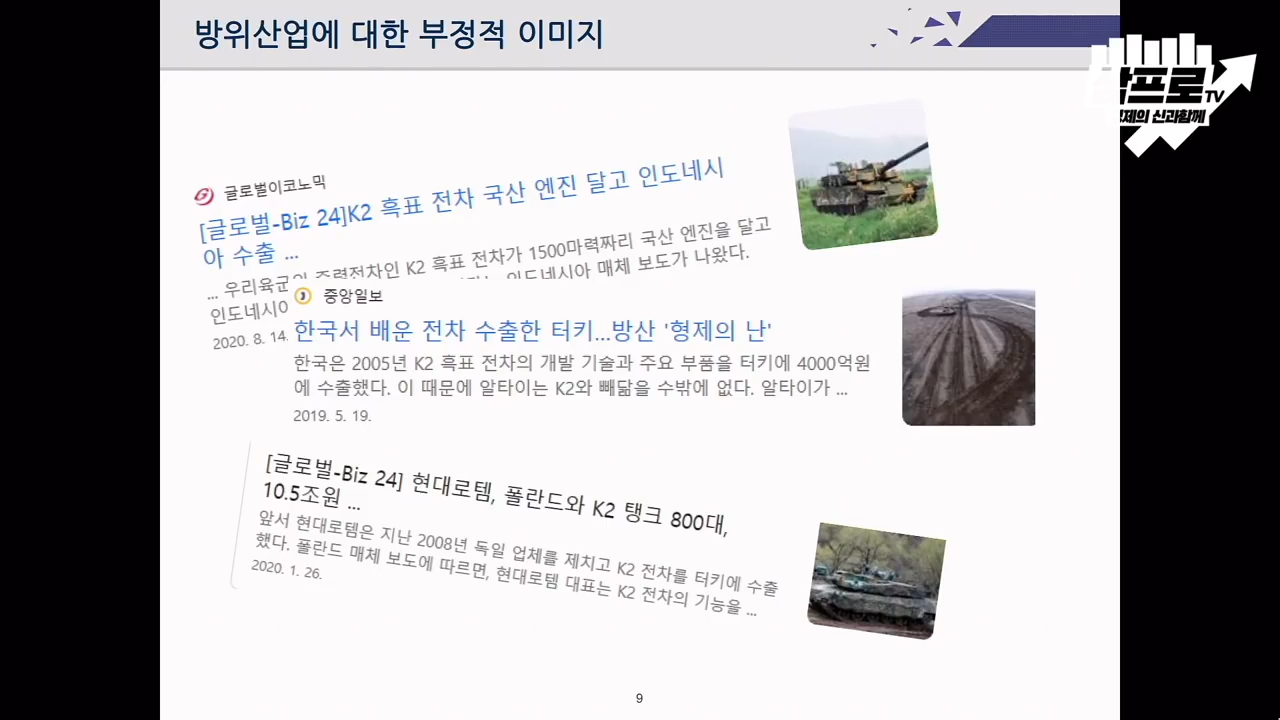 방위산업에 대한 부정적 이미지
프로TV
제의 신과함께
글로벌이코노믹
[글로벌-Biz 24]K2 흑표 전차 국산 엔진 달고 인도네시
아 수출 ...
... 우리육군의 주력전차인 K2 흑표 전차가 1500마력짜리 국산 엔진을 달고
인도네시아 매체 보도가 나왔다.
2020. 8. 14.
중앙일보
한국서 배운 전차 수출한 터키...방산 '형제의 난'
한국은 2005년 K2 흑표 전차의 개발 기술과 주요 부품을 터키에 4000억원
에 수출했다. 이 때문에 알타이는 K2와 빼닮을 수밖에 없다. 알타이가 ...
2019. 5. 19.
[글로벌-Biz 24] 현대로템, 폴란드와 K2 탱크 800대,
10.5조원 ...
앞서 현대로템은 지난 2008년 독일 업체를 제치고 K2 전차를 터키에 수출
했다. 폴란드 매체 보도에 따르면, 현대로템 대표는 K2 전차의 기능을 ...
2020. 1. 26.
9